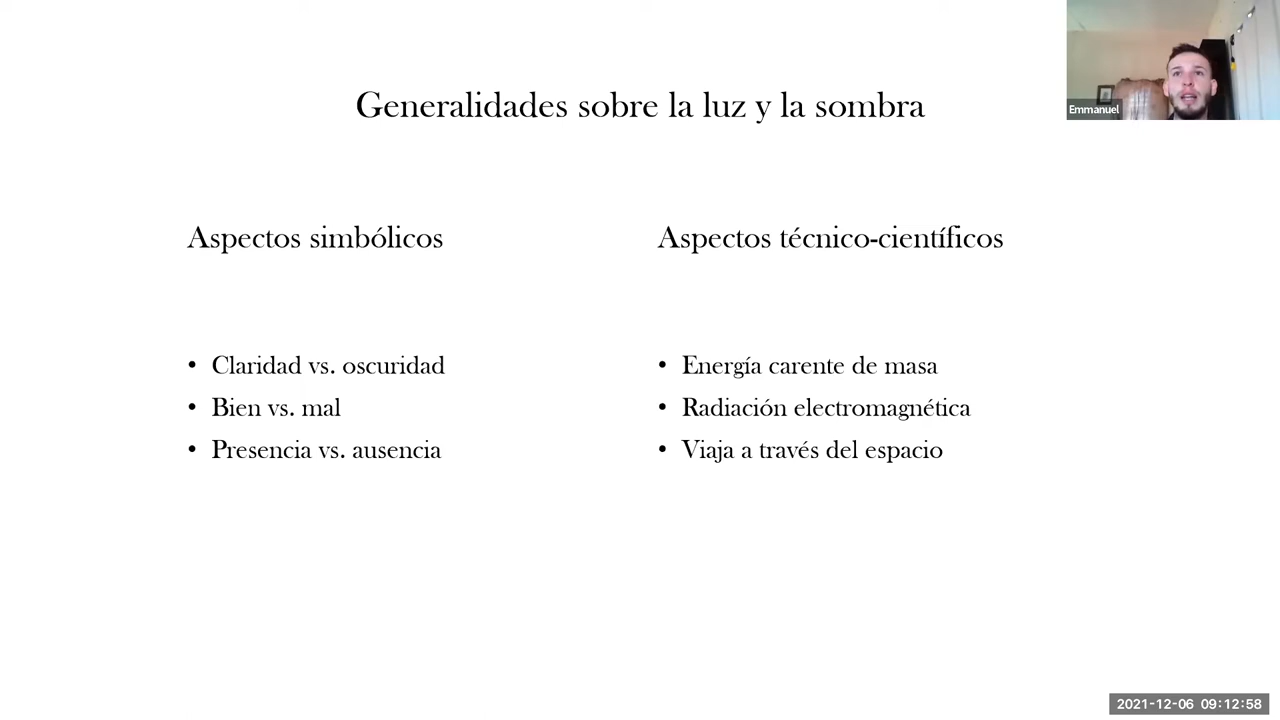 Generalidades sobre la luz y la sombra
Emmanuel
Aspectos simbólicos
• Claridad vs. oscuridad
• Bien vs. mal
• Presencia vs. ausencia
Aspectos técnico-científicos
• Energía carente de masa
• Radiación electromagnética
• Viaja a través del espacio
2021-12-06 09:12:58